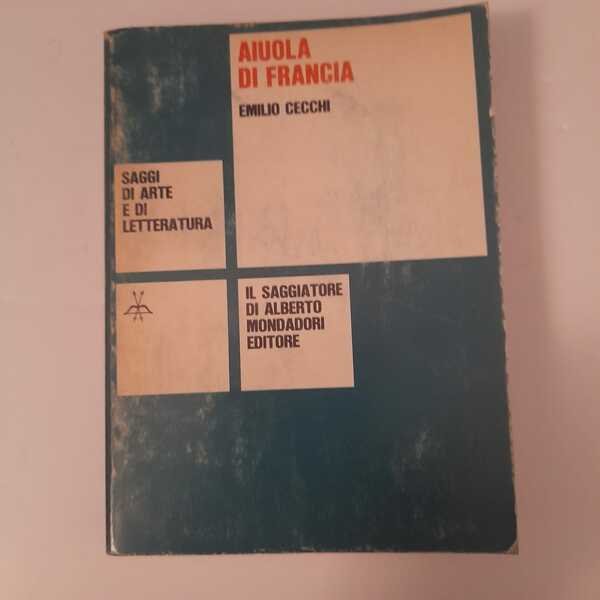 AIUOLA
DI FRANCIA
EMILIO CECCHI
SAGGI
DI ARTE
E DI
LETTERATURA
IL SAGGIATORE
DI ALBERTO
MONDADORI
EDITORE